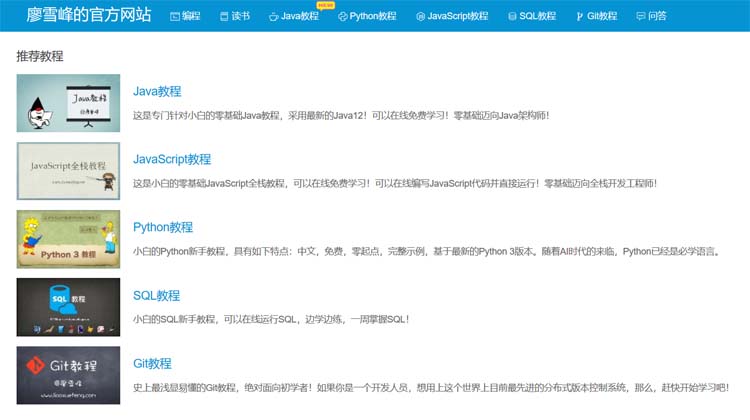 廖雪峰的官方网站 编程 读书 Java教程 Python教程 JavaScript教程 SQL教程 Git教程 问答
推荐教程
Java教程
Java教程
这是专门针对小白的零基础Java教程，采用最新的Java12！可以在线免费学习！零基础迈向Java架构师！
JavaScript全栈教程
JavaScript教程
这是小白的零基础JavaScript全栈教程，可以在线免费学习！可以在线编写JavaScript代码并直接运行！零基础迈向全栈开发工程师！
Python 3 教程
Python教程
小白的Python新手教程，具有如下特点：中文，免费，零起点，完整示例，基于最新的Python 3版本。随着AI时代的来临，Python已经是必学语言。
SQL 教程
SQL教程
小白的SQL新手教程，可以在线运行SQL，边学边练，一周掌握SQL！
Git教程
@廖雪峰
www.liaoxuefeng.com
Git教程
史上最浅显易懂的Git教程，绝对面向初学者！如果你是一个开发人员，想用上这个世界上目前最先进的分布式版本控制系统，那么，赶快开始学习吧！